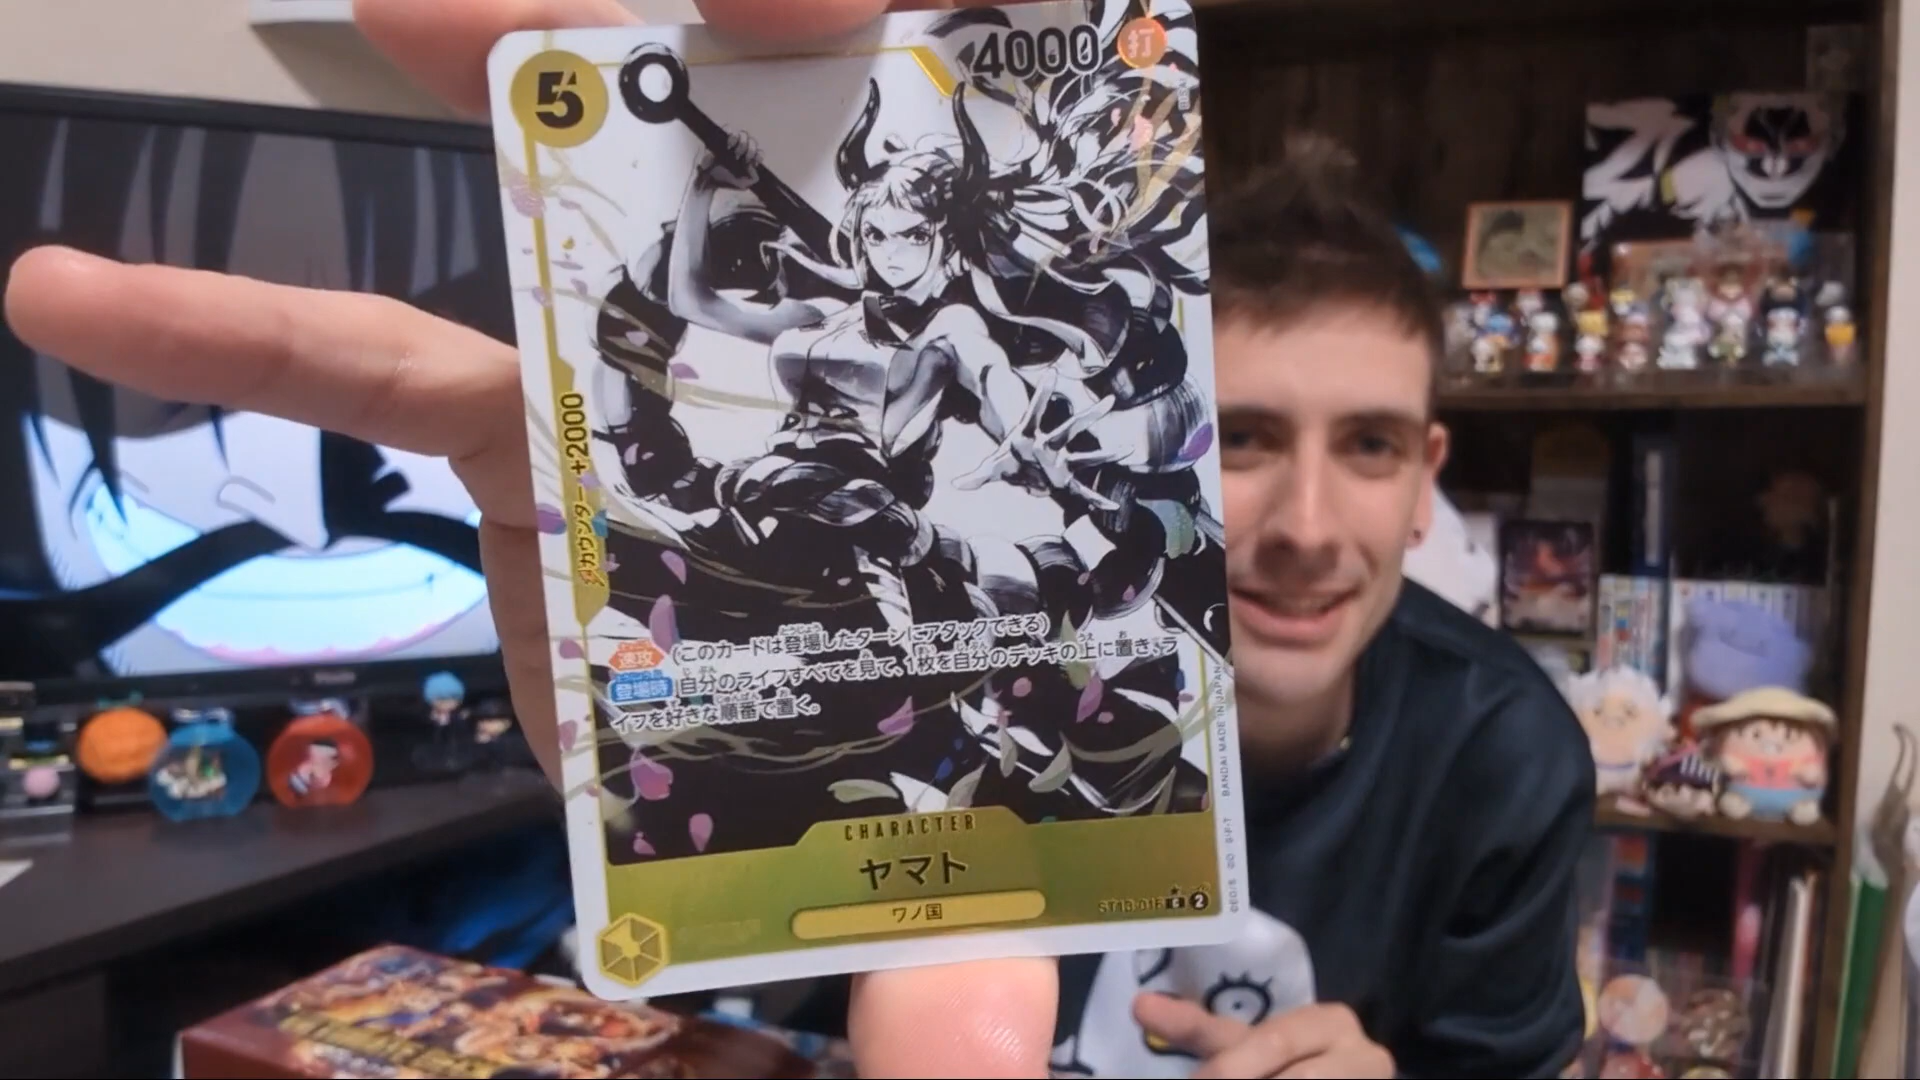 5
4000
カウンター+2000
速攻 (このカードは登場したターンにアタックできる)
登場時 自分のライフすべてを見て、1枚を自分のデッキの上に置き、ラ
イフを好きな順番で置く。
CHARACTER
ヤマト
ワノ国
C 2
BANDAI MADE IN JAPAN